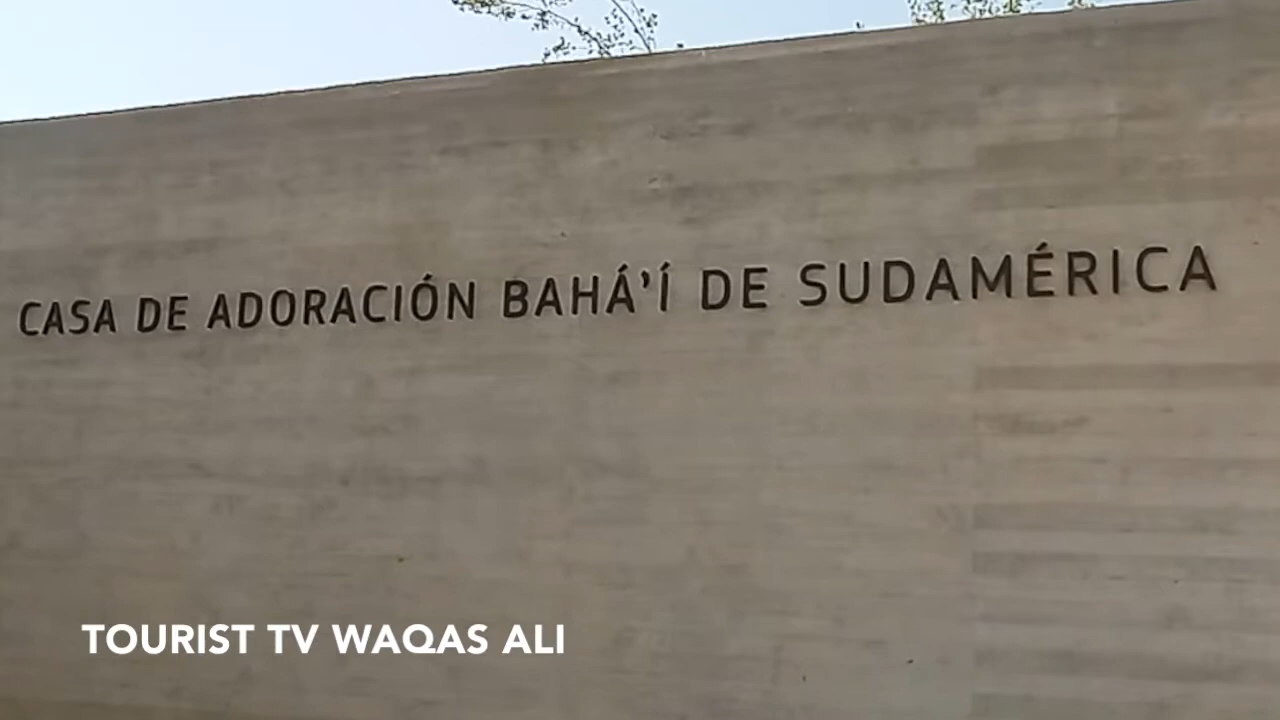 CASA DE ADORACIÓN BAHÁ’Í DE SUDAMÉRICA
TOURIST TV WAQAS ALI